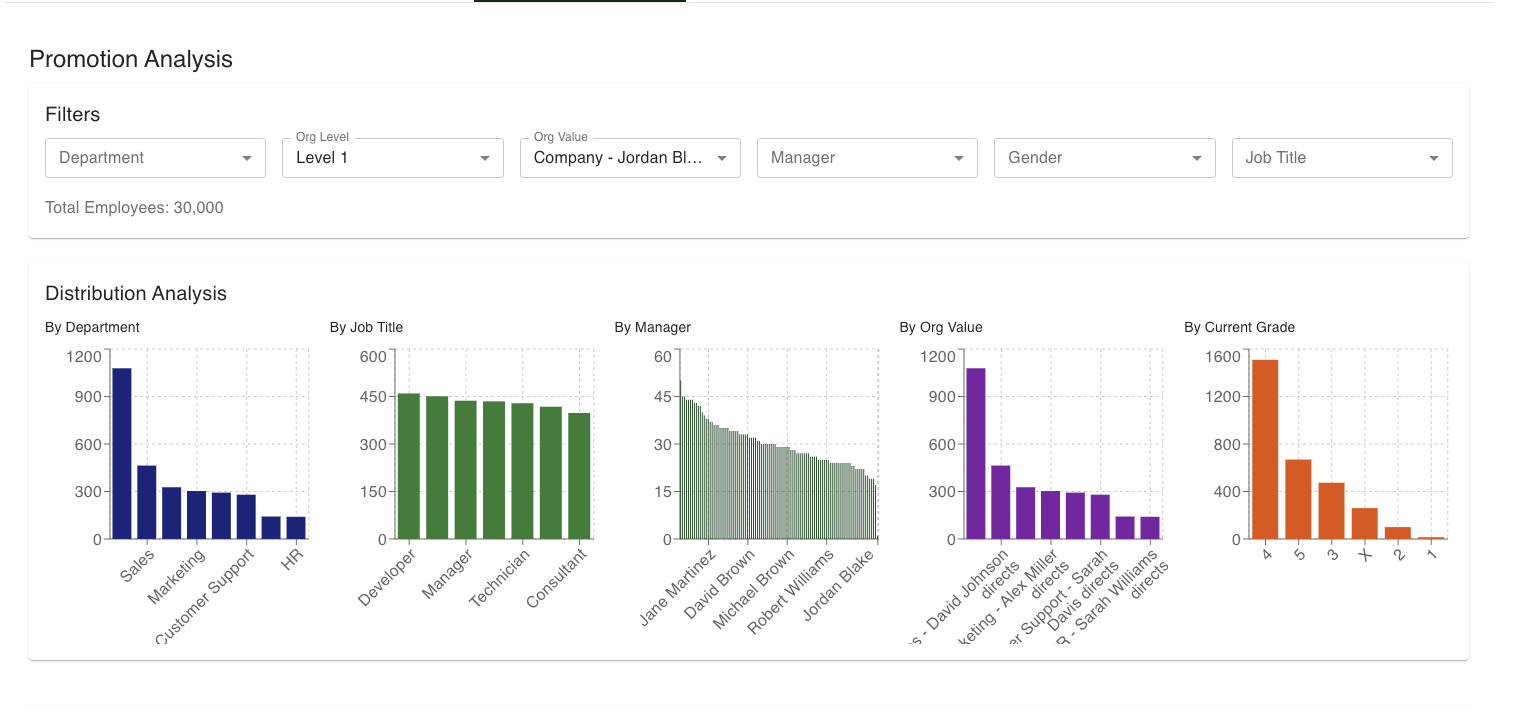 Promotion Analysis
Filters
Department
Org Level
Level 1
Org Value
Company - Jordan Bl...
Manager
Gender
Job Title
Total Employees: 30,000
Distribution Analysis
By Department
1200
900
600
300
0
Sales
Marketing
Customer Support
HR
By Job Title
600
450
300
150
0
Developer
Manager
Technician
Consultant
By Manager
60
45
30
15
0
Jane Martinez
David Brown
Michael Brown
Robert Williams
Jordan Blake
By Org Value
1200
900
600
300
0
s - David Johnson
directs
keting - Alex Miller
directs
er Support - Sarah
Davis directs
R - Sarah Williams
directs
By Current Grade
1600
1200
800
400
0
4
5
3
X
2
1